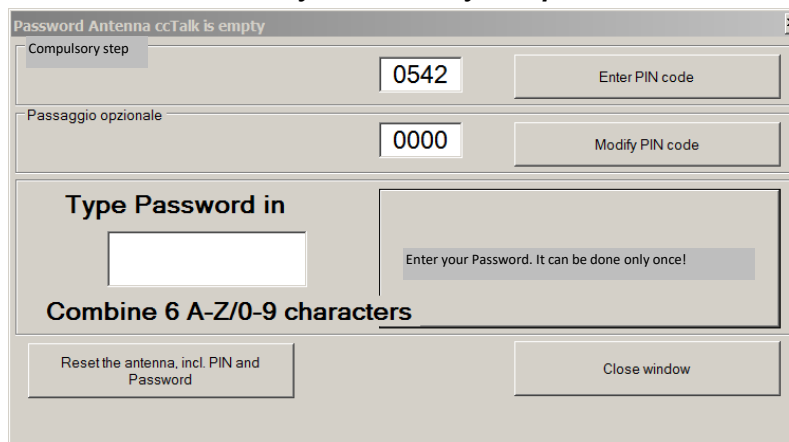 Password Antenna ccTalk is empty
Compulsory step
0542
Enter PIN code
Passaggio opzionale
0000
Modify PIN code
Type Password in
Enter your Password. It can be done only once!
Combine 6 A-Z/0-9 characters
Reset the antenna, incl. PIN and
Password
Close window